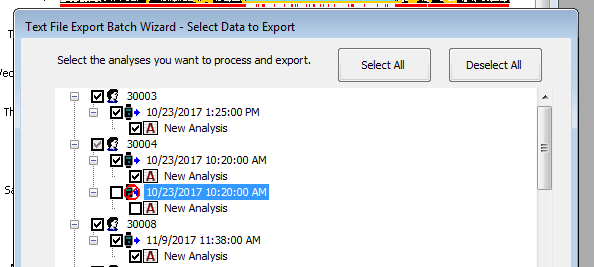 Text File Export Batch Wizard - Select Data to Export
Select the analyses you want to process and export.
Select All
Deselect All
30003
10/23/2017 1:25:00 PM
A New Analysis
30004
10/23/2017 10:20:00 AM
A New Analysis
10/23/2017 10:20:00 AM
A New Analysis
30008
11/9/2017 11:38:00 AM
A New Analysis